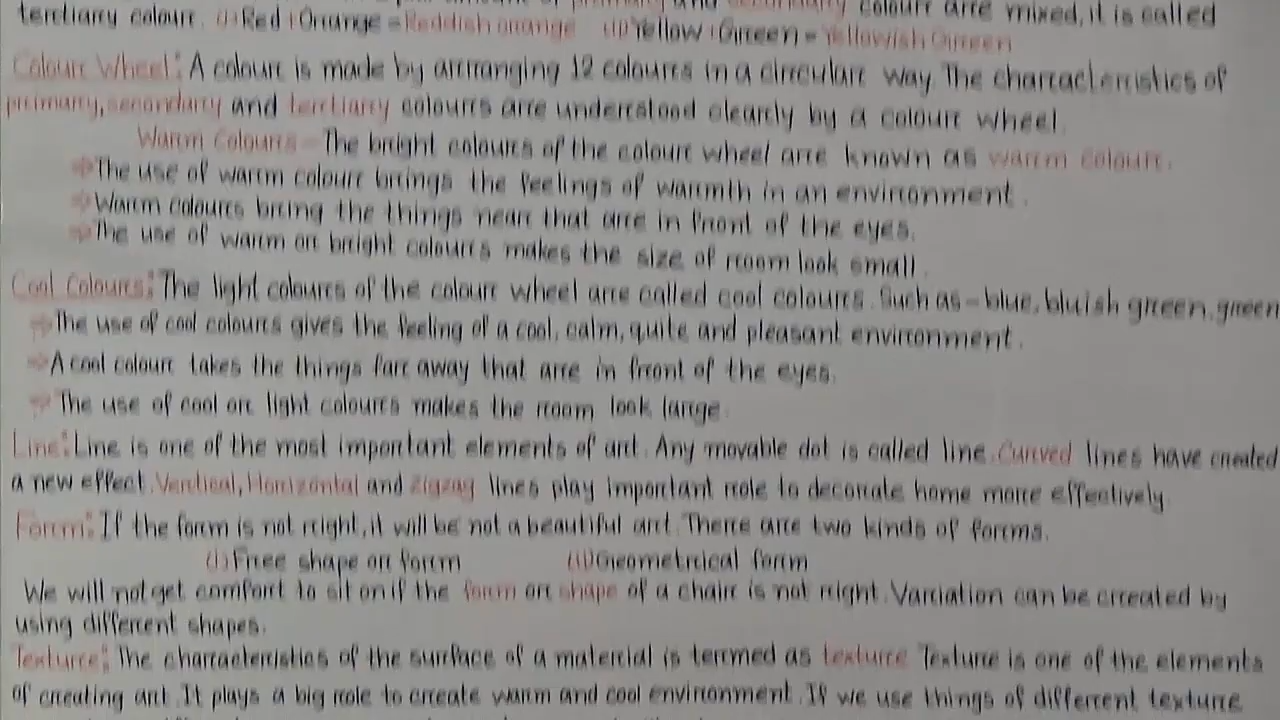 tertiary colour. (i) Red + Orange = Reddish orange (ii) Yellow + Green = Yellowish Green
Colour Wheel: A colour is made by arranging 12 colours in a circular way. The characteristics of
primary, secondary and tertiary colours are understood clearly by a colour wheel.
Warm Colours - The bright colours of the colour wheel are known as warm colour.
⇒ The use of warm colour brings the feelings of warmth in an environment.
⇒ Warm colours bring the things near that are in front of the eyes.
⇒ The use of warm or bright colours makes the size of room look small.
Cool Colours: The light colours of the colour wheel are called cool colours. Such as - blue, bluish green, green
⇒ The use of cool colours gives the feeling of a cool, calm, quite and pleasant environment.
⇒ A cool colour takes the things far away that are in front of the eyes.
⇒ The use of cool or light colours makes the room look large.
Line: Line is one of the most important elements of art. Any movable dot is called line. Curved lines have created
a new effect. Vertical, Horizontal and zigzag lines play important role to decorate home more effectively.
Form: If the form is not right, it will be not a beautiful art. There are two kinds of forms.
(i) Free shape or form (ii) Geometrical form
We will not get comfort to sit on if the form or shape of a chair is not right. Variation can be created by
using different shapes.
Texture: The characteristics of the surface of a material is termed as texture. Texture is one of the elements
of creating art. It plays a big role to create warm and cool environment. If we use things of different texture